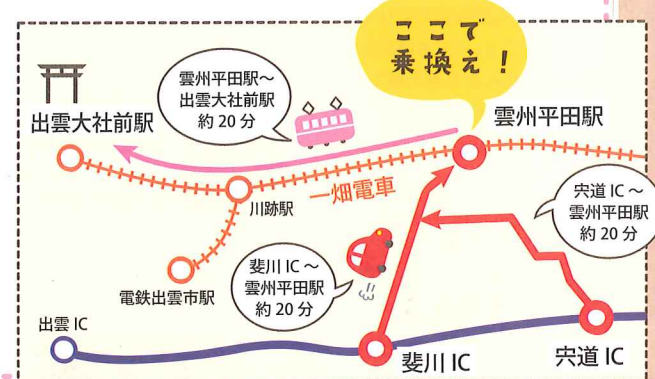 ここで
乗換え！
雲州平田駅～
出雲大社前駅
約20分
出雲大社前駅
雲州平田駅
一畑電車
川跡駅
宍道IC～
雲州平田駅
約20分
斐川IC～
雲州平田駅
約20分
電鉄出雲市駅
出雲IC
斐川IC
宍道IC